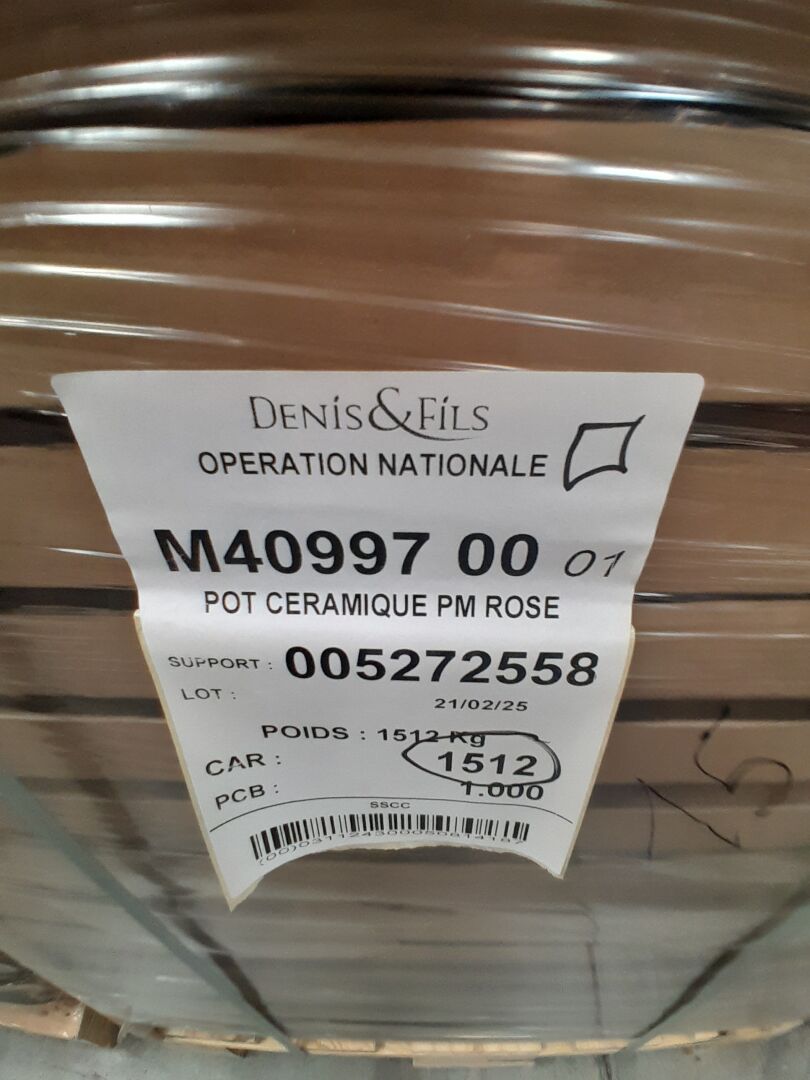 DENiS&FiLS
OPERATION NATIONALE
M40997 00 01
POT CERAMIQUE PM ROSE
SUPPORT : 005272558
LOT :
21/02/25
POIDS : 1512 Kg
CAR : 1512
PCB : 1.000
SSCC